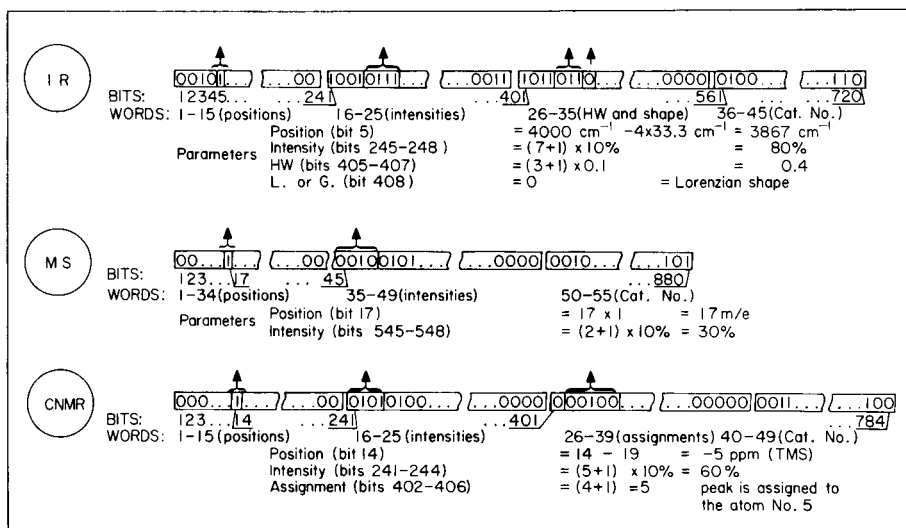 I R
0010 1 ... ...00 1001 0111 ... ...0011 1011 011 0 ... ...0000 0100... ...110
BITS: 12345... ...241 ...401 ...561 ...720
WORDS: 1-15(positions) 16-25(intensities) 26-35(HW and shape) 36-45(Cat. No.)
Position (bit 5) = 4000 cm⁻¹ -4x33.3 cm⁻¹ = 3867 cm⁻¹
Parameters Intensity (bits 245-248 ) = (7+1) x 10% = 80%
HW (bits 405-407) = (3+1) x 0.1 = 0.4
L. or G. (bit 408) = 0 = Lorenzian shape
M S
00... 1 ... ...00 0010 0101... ...0000 0010... ...101
BITS: 123...17 ...45 ...880
WORDS: 1-34(positions) 35-49(intensities) 50-55(Cat. No.)
Parameters Position (bit 17) = 17 x 1 = 17 m/e
Intensity (bits 545-548) = (2+1) x 10% = 30%
CNMR
000... 1 ... ...00 0101 0100... ...0000 0 00100 ... ...00000 0011... ...100
BITS: 123...14 ...241 ...401 ...784
WORDS: 1-15(positions) 16-25(intensities) 26-39(assignments) 40-49(Cat. No.)
Position (bit 14) = 14 - 19 = -5 ppm (TMS)
Intensity (bits 241-244) = (5+1) x 10% = 60%
Assignment (bits 402-406) = (4+1) = 5 peak is assigned to
the atom No. 5